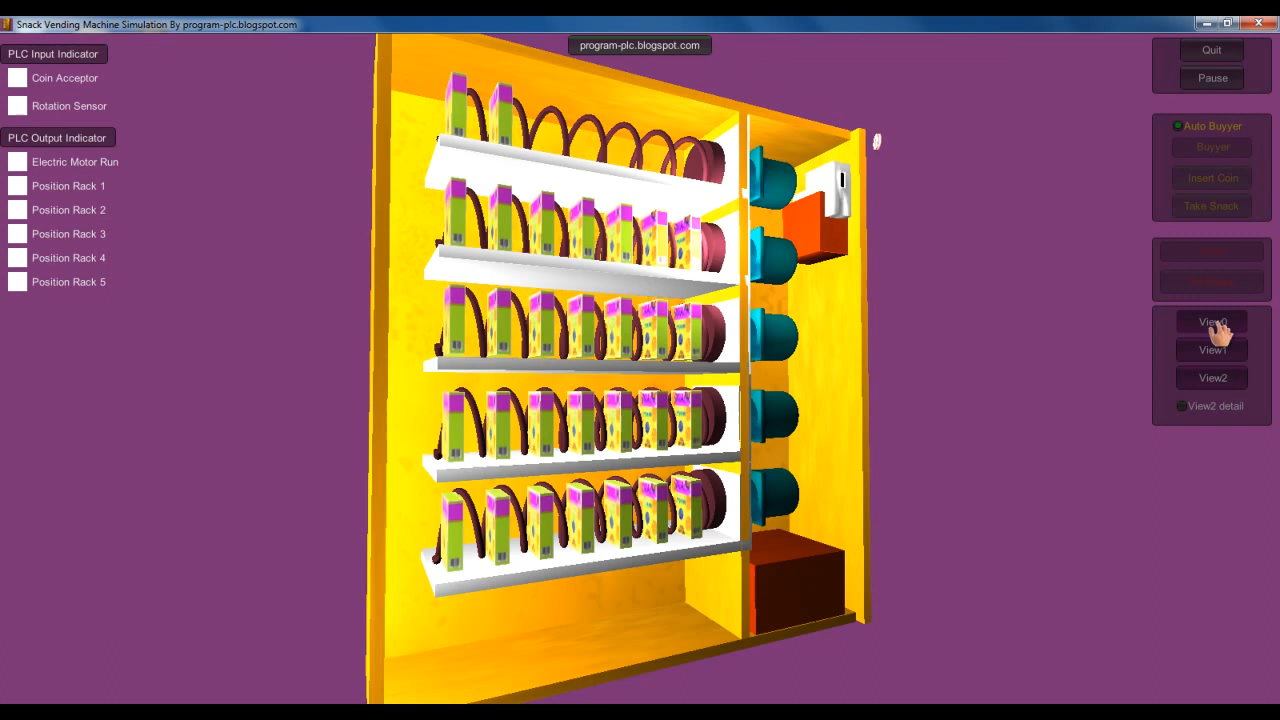 Snack Vending Machine Simulation By program-plc.blogspot.com
program-plc.blogspot.com
PLC Input Indicator
Coin Acceptor
Rotation Sensor
PLC Output Indicator
Electric Motor Run
Position Rack 1
Position Rack 2
Position Rack 3
Position Rack 4
Position Rack 5
Quit
Pause
Auto Buyyer
Buyyer
Insert Coin
Take Snack
View0
View1
View2
View2 detail